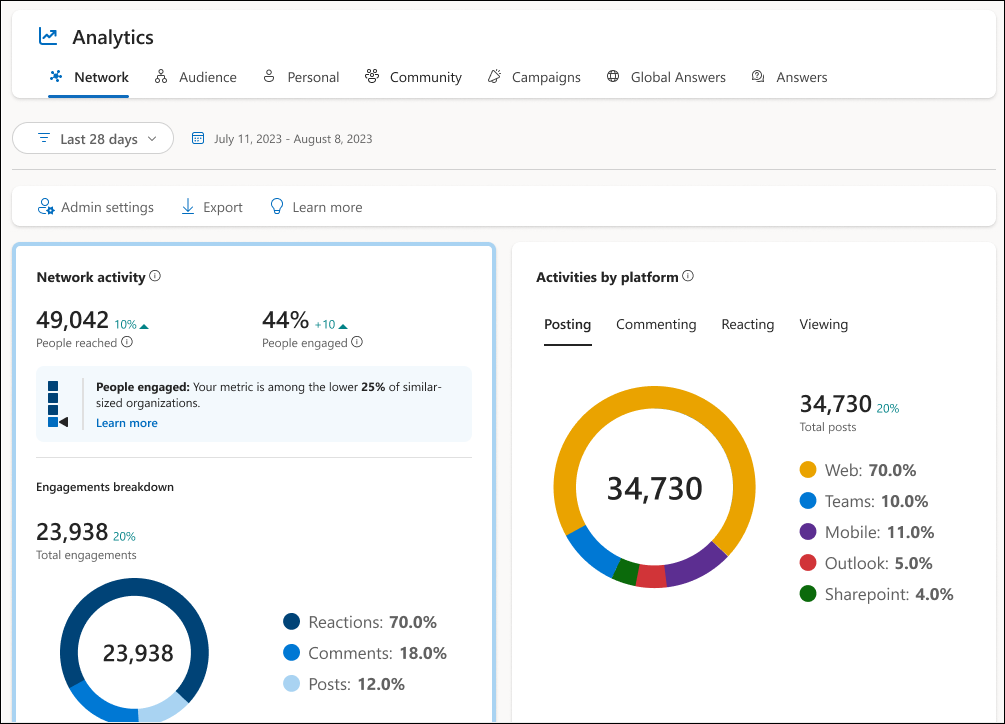 Analytics
Network Audience Personal Community Campaigns Global Answers Answers
Last 28 days July 11, 2023 - August 8, 2023
Admin settings Export Learn more
Network activity
49,042 10% 44% +10
People reached People engaged
People engaged: Your metric is among the lower 25% of similar-
sized organizations.
Learn more
Engagements breakdown
23,938 20%
Total engagements
23,938
Reactions: 70.0%
Comments: 18.0%
Posts: 12.0%
Activities by platform
Posting Commenting Reacting Viewing
34,730
34,730 20%
Total posts
Web: 70.0%
Teams: 10.0%
Mobile: 11.0%
Outlook: 5.0%
Sharepoint: 4.0%